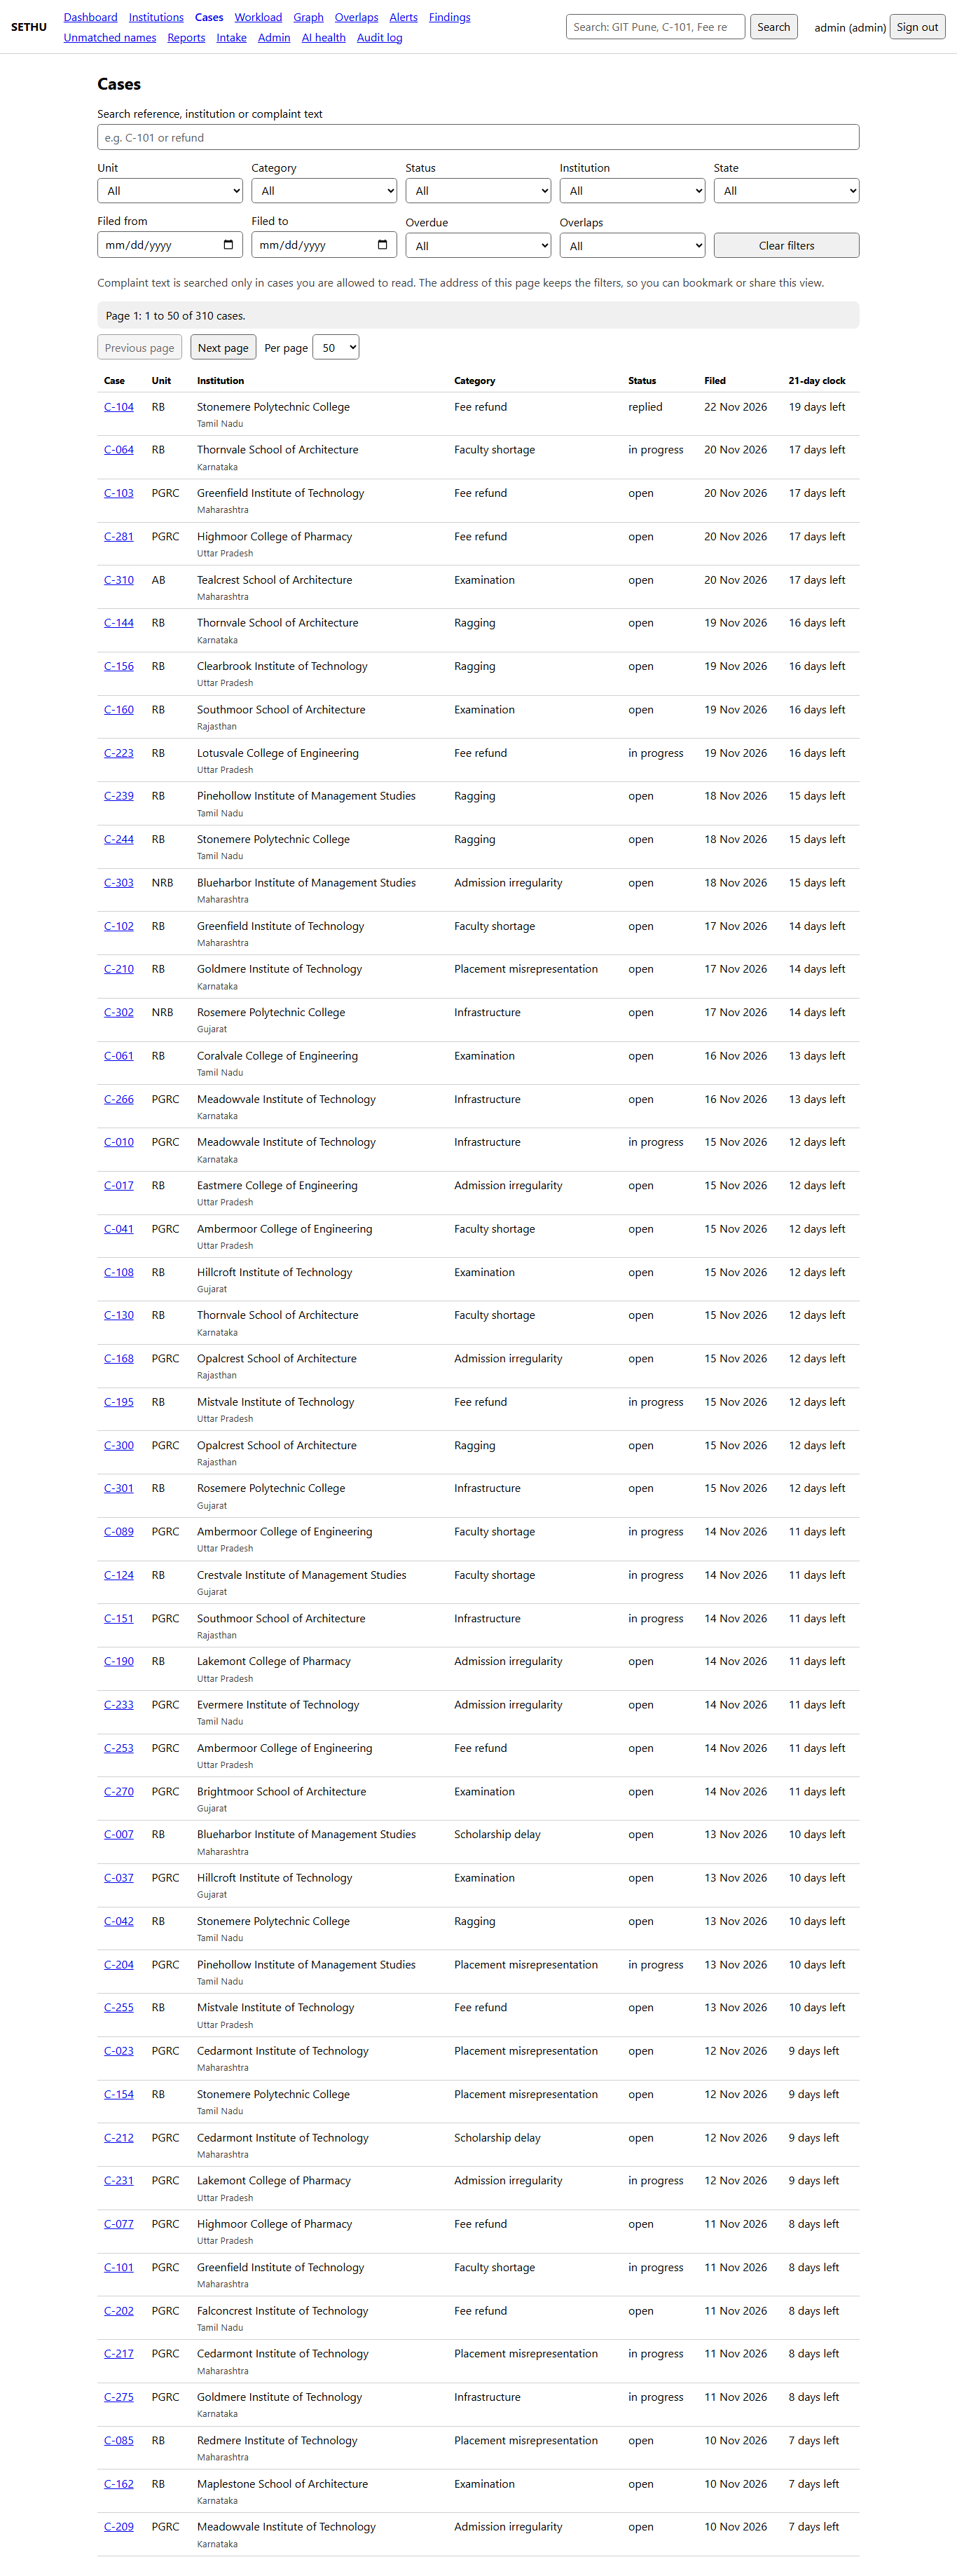 SETHU Dashboard Institutions Cases Workload Graph Overlaps Alerts Findings
Unmatched names Reports Intake Admin AI health Audit log
Search: GIT Pune, C-101, Fee re Search admin (admin) Sign out
Cases
Search reference, institution or complaint text
e.g. C-101 or refund
Unit Category Status Institution State
All All All All All
Filed from Filed to Overdue Overlaps
mm/dd/yyyy mm/dd/yyyy All All Clear filters
Complaint text is searched only in cases you are allowed to read. The address of this page keeps the filters, so you can bookmark or share this view.
Page 1: 1 to 50 of 310 cases.
Previous page Next page Per page 50
Case Unit Institution Category Status Filed 21-day clock
C-104 RB Stonemere Polytechnic College Fee refund replied 22 Nov 2026 19 days left
Tamil Nadu
C-064 RB Thornvale School of Architecture Faculty shortage in progress 20 Nov 2026 17 days left
Karnataka
C-103 PGRC Greenfield Institute of Technology Fee refund open 20 Nov 2026 17 days left
Maharashtra
C-281 PGRC Highmoor College of Pharmacy Fee refund open 20 Nov 2026 17 days left
Uttar Pradesh
C-310 AB Tealcrest School of Architecture Examination open 20 Nov 2026 17 days left
Maharashtra
C-144 RB Thornvale School of Architecture Ragging open 19 Nov 2026 16 days left
Karnataka
C-156 RB Clearbrook Institute of Technology Ragging open 19 Nov 2026 16 days left
Uttar Pradesh
C-160 RB Southmoor School of Architecture Examination open 19 Nov 2026 16 days left
Rajasthan
C-223 RB Lotusvale College of Engineering Fee refund in progress 19 Nov 2026 16 days left
Uttar Pradesh
C-239 RB Pinehollow Institute of Management Studies Ragging open 18 Nov 2026 15 days left
Tamil Nadu
C-244 RB Stonemere Polytechnic College Ragging open 18 Nov 2026 15 days left
Tamil Nadu
C-303 NRB Blueharbor Institute of Management Studies Admission irregularity open 18 Nov 2026 15 days left
Maharashtra
C-102 RB Greenfield Institute of Technology Faculty shortage open 17 Nov 2026 14 days left
Maharashtra
C-210 RB Goldmere Institute of Technology Placement misrepresentation open 17 Nov 2026 14 days left
Karnataka
C-302 NRB Rosemere Polytechnic College Infrastructure open 17 Nov 2026 14 days left
Gujarat
C-061 RB Coralvale College of Engineering Examination open 16 Nov 2026 13 days left
Tamil Nadu
C-266 PGRC Meadowvale Institute of Technology Infrastructure open 16 Nov 2026 13 days left
Karnataka
C-010 PGRC Meadowvale Institute of Technology Infrastructure in progress 15 Nov 2026 12 days left
Karnataka
C-017 RB Eastmere College of Engineering Admission irregularity open 15 Nov 2026 12 days left
Uttar Pradesh
C-041 PGRC Ambermoor College of Engineering Faculty shortage open 15 Nov 2026 12 days left
Uttar Pradesh
C-108 RB Hillcroft Institute of Technology Examination open 15 Nov 2026 12 days left
Gujarat
C-130 RB Thornvale School of Architecture Faculty shortage open 15 Nov 2026 12 days left
Karnataka
C-168 PGRC Opalcrest School of Architecture Admission irregularity open 15 Nov 2026 12 days left
Rajasthan
C-195 RB Mistvale Institute of Technology Fee refund in progress 15 Nov 2026 12 days left
Uttar Pradesh
C-300 PGRC Opalcrest School of Architecture Ragging open 15 Nov 2026 12 days left
Rajasthan
C-301 RB Rosemere Polytechnic College Infrastructure open 15 Nov 2026 12 days left
Gujarat
C-089 PGRC Ambermoor College of Engineering Faculty shortage in progress 14 Nov 2026 11 days left
Uttar Pradesh
C-124 RB Crestvale Institute of Management Studies Faculty shortage in progress 14 Nov 2026 11 days left
Gujarat
C-151 PGRC Southmoor School of Architecture Infrastructure in progress 14 Nov 2026 11 days left
Rajasthan
C-190 RB Lakemont College of Pharmacy Admission irregularity open 14 Nov 2026 11 days left
Uttar Pradesh
C-233 PGRC Evermere Institute of Technology Admission irregularity open 14 Nov 2026 11 days left
Tamil Nadu
C-253 PGRC Ambermoor College of Engineering Fee refund open 14 Nov 2026 11 days left
Uttar Pradesh
C-270 PGRC Brightmoor School of Architecture Examination open 14 Nov 2026 11 days left
Gujarat
C-007 RB Blueharbor Institute of Management Studies Scholarship delay open 13 Nov 2026 10 days left
Maharashtra
C-037 PGRC Hillcroft Institute of Technology Examination open 13 Nov 2026 10 days left
Gujarat
C-042 RB Stonemere Polytechnic College Ragging open 13 Nov 2026 10 days left
Tamil Nadu
C-204 PGRC Pinehollow Institute of Management Studies Placement misrepresentation in progress 13 Nov 2026 10 days left
Tamil Nadu
C-255 RB Mistvale Institute of Technology Fee refund open 13 Nov 2026 10 days left
Uttar Pradesh
C-023 PGRC Cedarmont Institute of Technology Placement misrepresentation open 12 Nov 2026 9 days left
Maharashtra
C-154 RB Stonemere Polytechnic College Placement misrepresentation open 12 Nov 2026 9 days left
Tamil Nadu
C-212 PGRC Cedarmont Institute of Technology Scholarship delay open 12 Nov 2026 9 days left
Maharashtra
C-231 PGRC Lakemont College of Pharmacy Admission irregularity in progress 12 Nov 2026 9 days left
Uttar Pradesh
C-077 PGRC Highmoor College of Pharmacy Fee refund open 11 Nov 2026 8 days left
Uttar Pradesh
C-101 PGRC Greenfield Institute of Technology Faculty shortage in progress 11 Nov 2026 8 days left
Maharashtra
C-202 PGRC Falconcrest Institute of Technology Fee refund open 11 Nov 2026 8 days left
Tamil Nadu
C-217 PGRC Cedarmont Institute of Technology Placement misrepresentation in progress 11 Nov 2026 8 days left
Maharashtra
C-275 PGRC Goldmere Institute of Technology Infrastructure in progress 11 Nov 2026 8 days left
Karnataka
C-085 RB Redmere Institute of Technology Placement misrepresentation open 10 Nov 2026 7 days left
Maharashtra
C-162 RB Maplestone School of Architecture Examination open 10 Nov 2026 7 days left
Karnataka
C-209 PGRC Meadowvale Institute of Technology Admission irregularity open 10 Nov 2026 7 days left
Karnataka